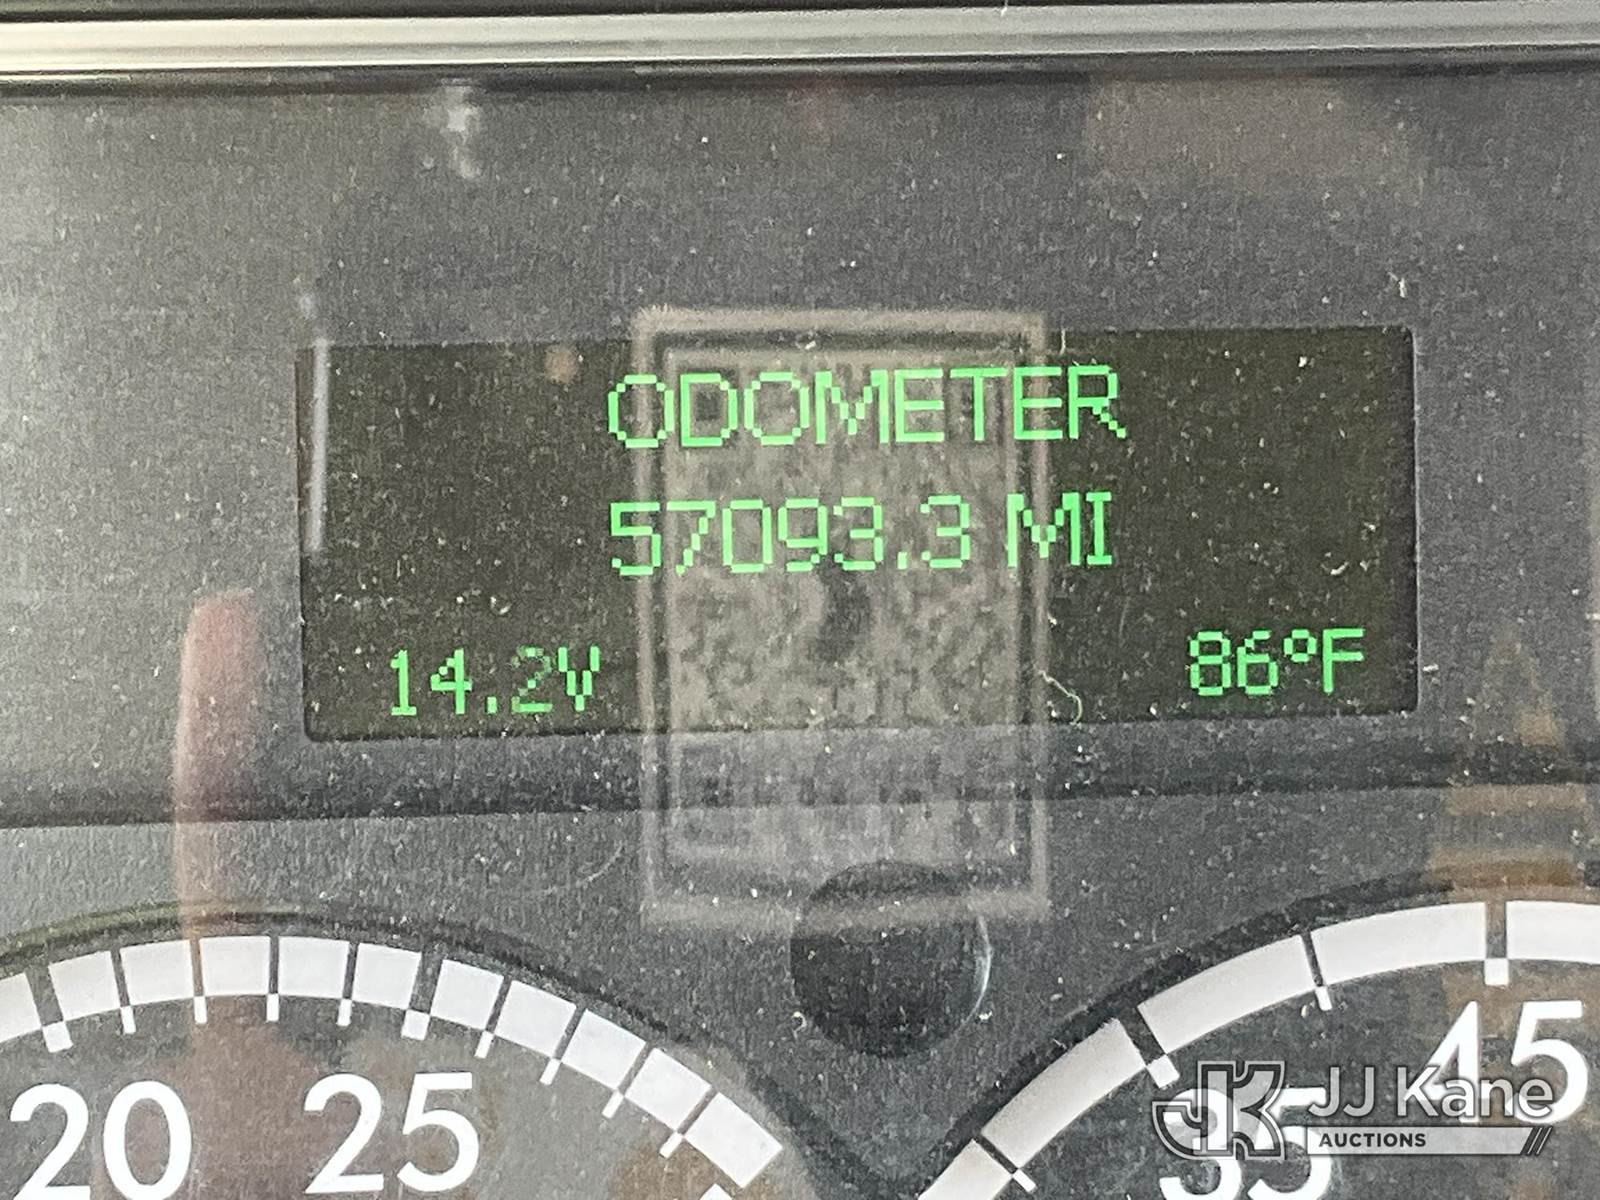 ODOMETER
57093.3 MI
14.2V 86°F
20 25 35 45
JJ Kane
AUCTIONS